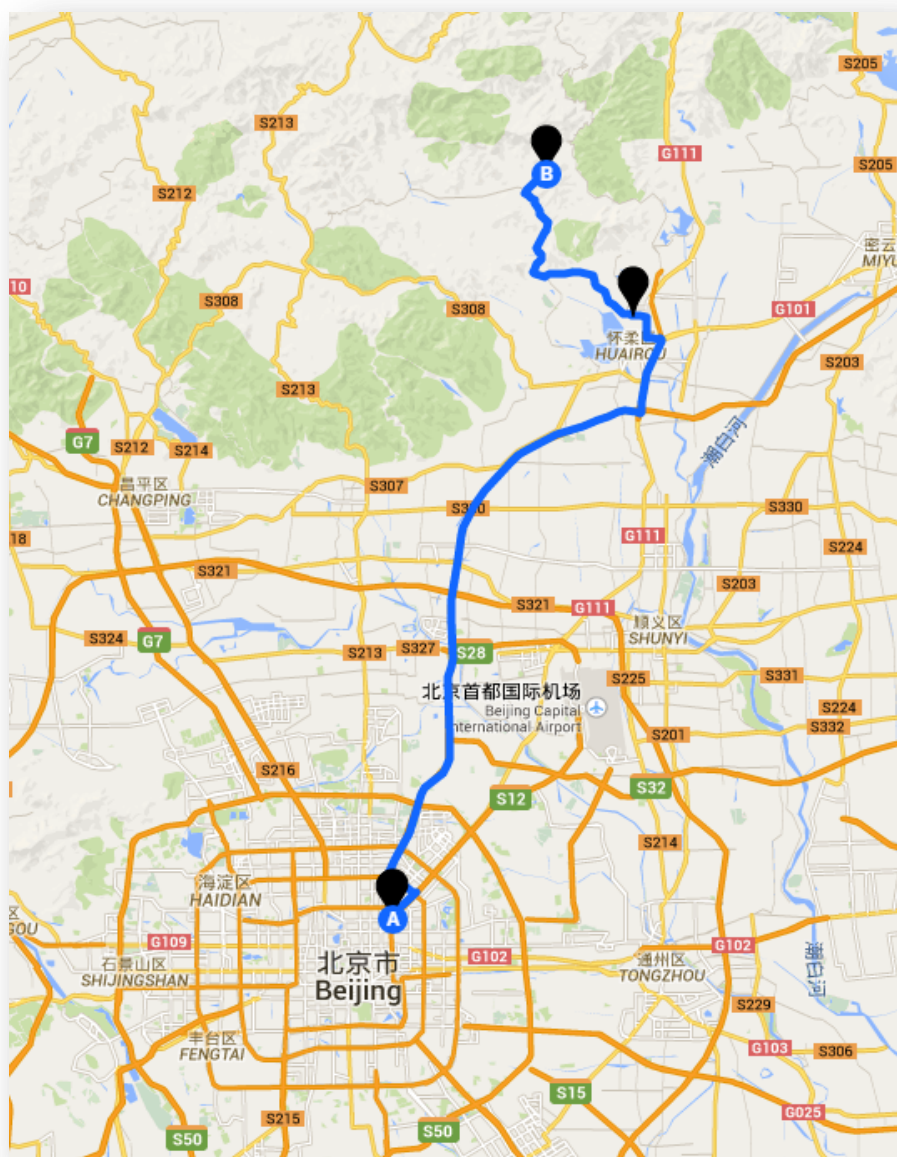 S213
S205
G111
S205
S212
B
密云
MIYU
10
S308
S308
G101
怀柔
HUAIROU
S203
S213
潮白河
G7
S212
S214
昌平区
CHANGPING
S307
S330
18
G111
S224
S321
S203
S321
G111
顺义区
SHUNYI
S324
G7
S213
S327
S28
S331
S225
北京首都国际机场
Beijing Capital
International Airport
S224
S332
S201
S216
S12
S32
S214
海淀区
HAIDIAN
A
区
GOU
G109
石景山区
SHIJINGSHAN
北京市
Beijing
G102
G102
通州区
TONGZHOU
潮白河
S229
丰台区
FENGTAI
G103
S306
S15
G025
S215
S50
S50